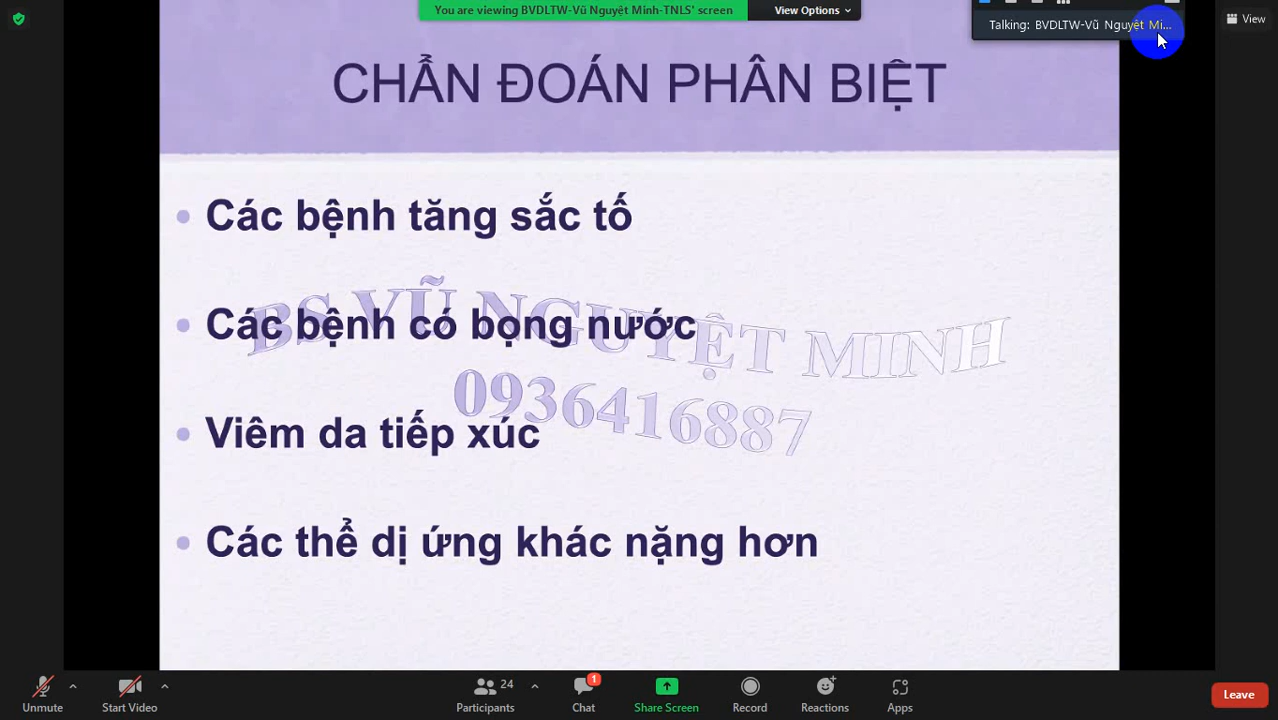 You are viewing BVDLTW-Vũ Nguyệt Minh-TNLS' screen
View Options
Talking: BVDLTW-Vũ Nguyệt Mi...
View
CHẨN ĐOÁN PHÂN BIỆT
Các bệnh tăng sắc tố
BS VŨ NGUYỆT MINH
Các bệnh có bọng nước
0936416887
Viêm da tiếp xúc
Các thể dị ứng khác nặng hơn
Unmute
Start Video
24
Participants
1
Chat
Share Screen
Record
Reactions
Apps
Leave